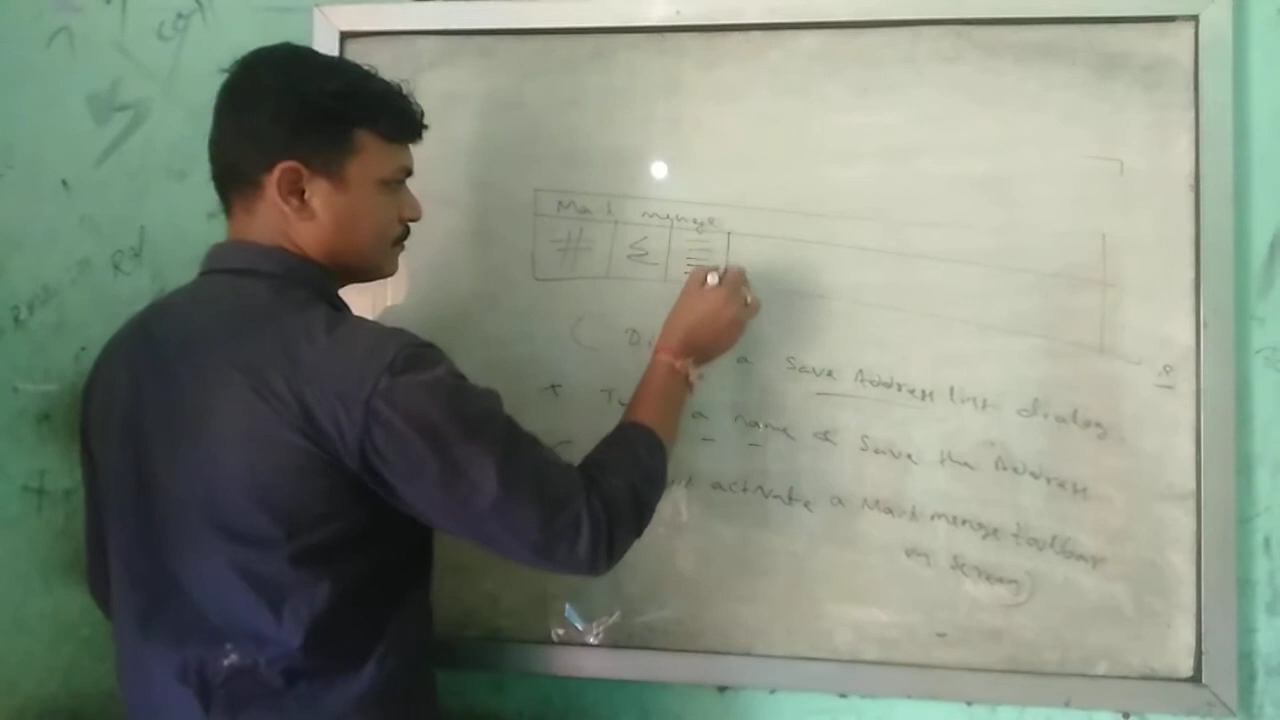 Mail merge
a Save Address list dialog
a name & Save the Address
activate a Mail merge toolbar
on screen)